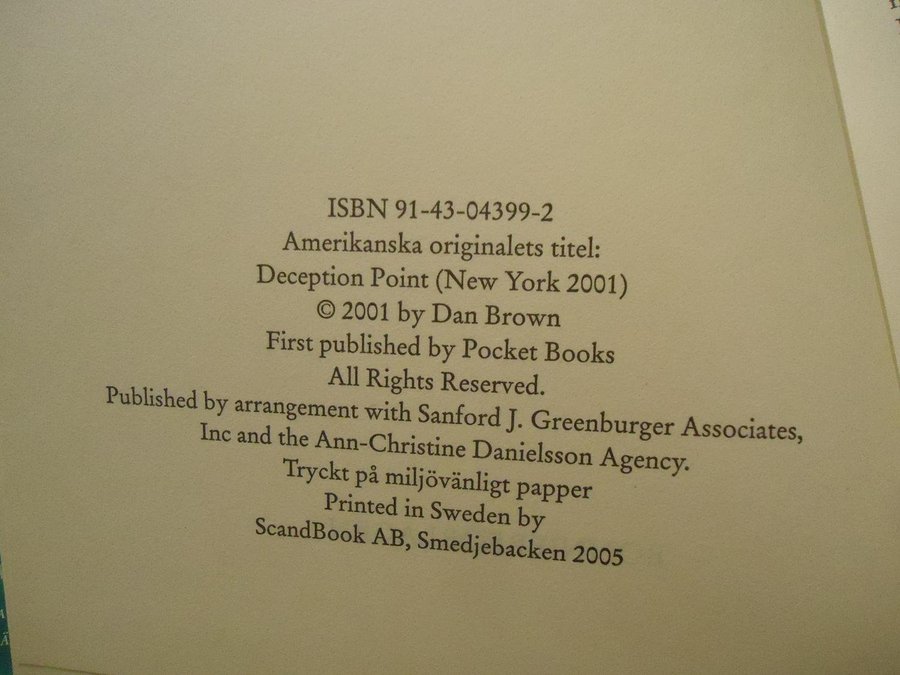 ISBN 91-43-04399-2
Amerikanska originalets titel:
Deception Point (New York 2001)
© 2001 by Dan Brown
First published by Pocket Books
All Rights Reserved.
Published by arrangement with Sanford J. Greenburger Associates,
Inc and the Ann-Christine Danielsson Agency.
Tryckt på miljövänligt papper
Printed in Sweden by
ScandBook AB, Smedjebacken 2005